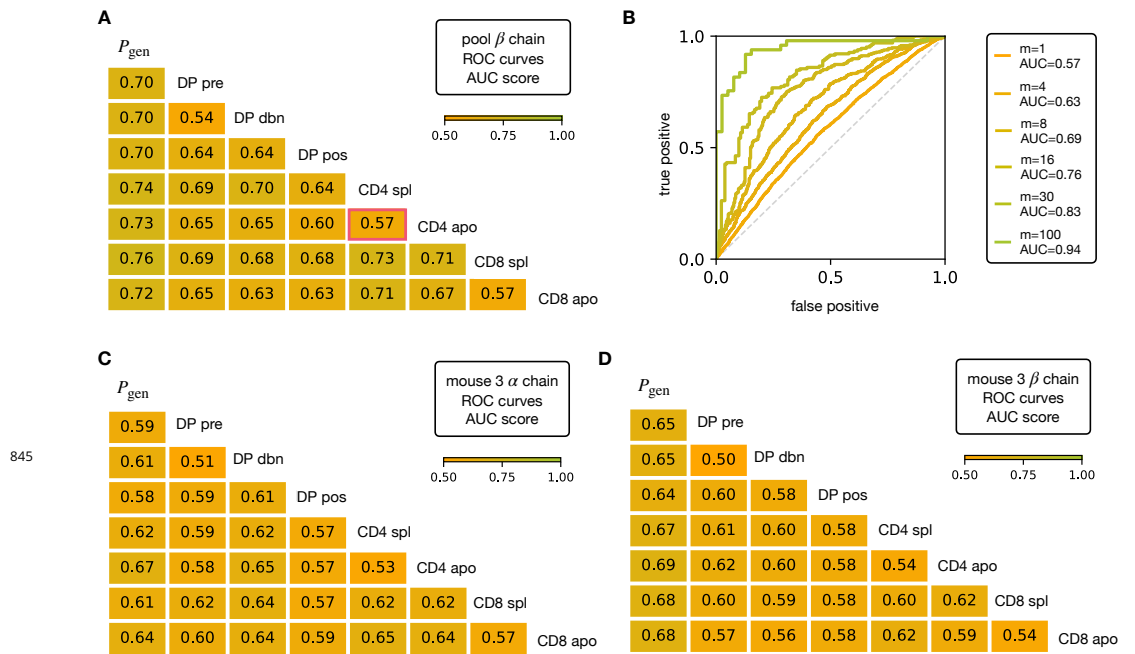 A
P gen
pool β chain
ROC curves
AUC score
0.50 0.75 1.00
0.70 DP pre
0.70 0.54 DP dbn
0.70 0.64 0.64 DP pos
0.74 0.69 0.70 0.64 CD4 spl
0.73 0.65 0.65 0.60 0.57 CD4 apo
0.76 0.69 0.68 0.68 0.73 0.71 CD8 spl
0.72 0.65 0.63 0.63 0.71 0.67 0.57 CD8 apo
B
1.0
0.5
0.0
true positive
0.0 0.5 1.0
false positive
m=1
AUC=0.57
m=4
AUC=0.63
m=8
AUC=0.69
m=16
AUC=0.76
m=30
AUC=0.83
m=100
AUC=0.94
845
C
P gen
mouse 3 α chain
ROC curves
AUC score
0.50 0.75 1.00
0.59 DP pre
0.61 0.51 DP dbn
0.58 0.59 0.61 DP pos
0.62 0.59 0.62 0.57 CD4 spl
0.67 0.58 0.65 0.57 0.53 CD4 apo
0.61 0.62 0.64 0.57 0.62 0.62 CD8 spl
0.64 0.60 0.64 0.59 0.65 0.64 0.57 CD8 apo
D
P gen
mouse 3 β chain
ROC curves
AUC score
0.50 0.75 1.00
0.65 DP pre
0.65 0.50 DP dbn
0.64 0.60 0.58 DP pos
0.67 0.61 0.60 0.58 CD4 spl
0.69 0.62 0.60 0.58 0.54 CD4 apo
0.68 0.60 0.59 0.58 0.60 0.62 CD8 spl
0.68 0.57 0.56 0.58 0.62 0.59 0.54 CD8 apo